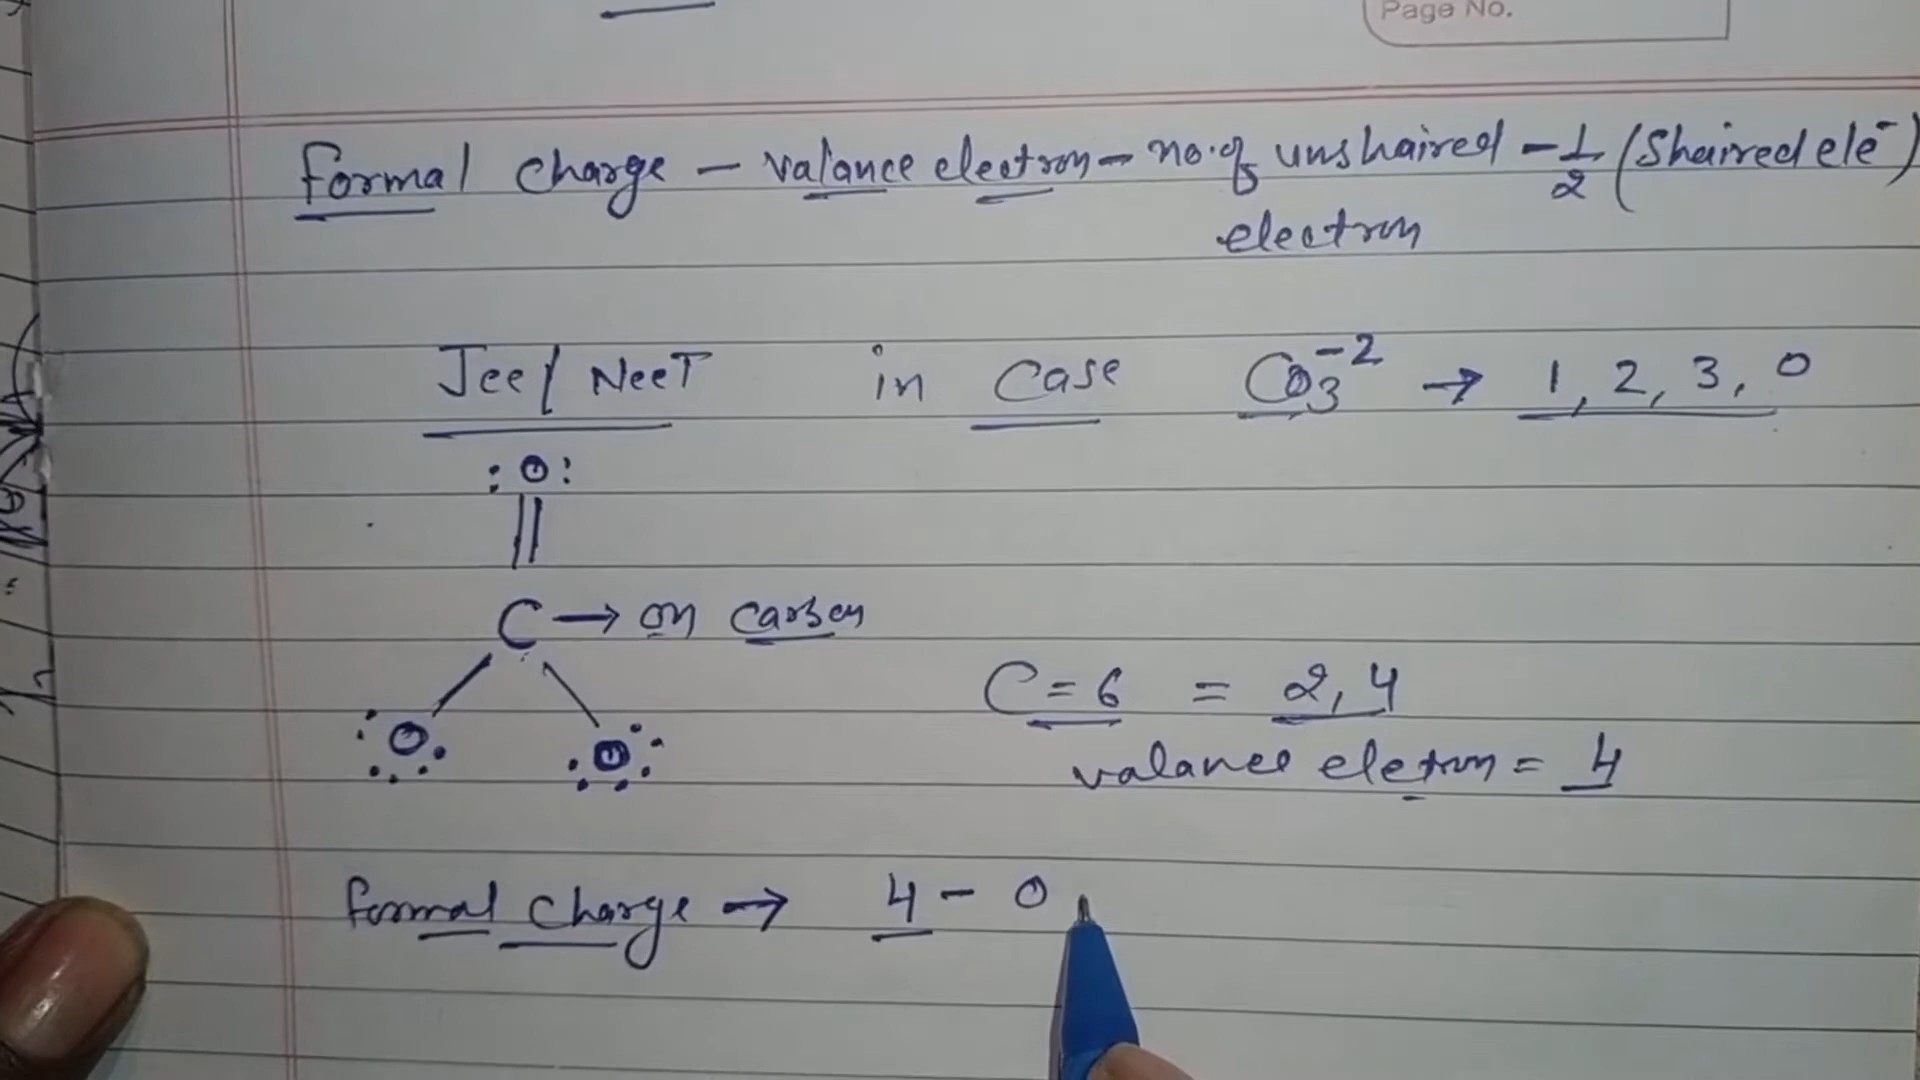 Page No.
Formal Charge - valance electron - no. of unshaired - 1/2 (Shaired ele-)
electron
Jee/ NeeT in Case CO3-2 → 1, 2, 3, 0
:O:
C → on carbon
O O
C = 6 = 2, 4
valance eletron = 4
formal charge → 4 - 0